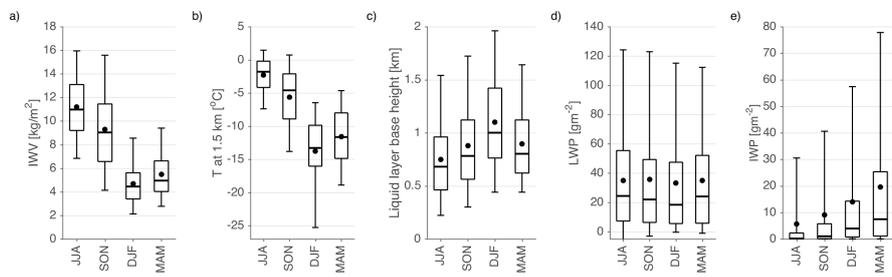 a)
IWV [kg/m²]
18
16
14
12
10
8
6
4
2
0
JJA
SON
DJF
MAM
b)
T at 1.5 km [°C]
5
0
-5
-10
-15
-20
-25
JJA
SON
DJF
MAM
c)
Liquid layer base height [km]
2
1.5
1
0.5
0
JJA
SON
DJF
MAM
d)
LWP [gm⁻²]
140
120
100
80
60
40
20
0
JJA
SON
DJF
MAM
e)
IWP [gm⁻²]
80
70
60
50
40
30
20
10
0
JJA
SON
DJF
MAM